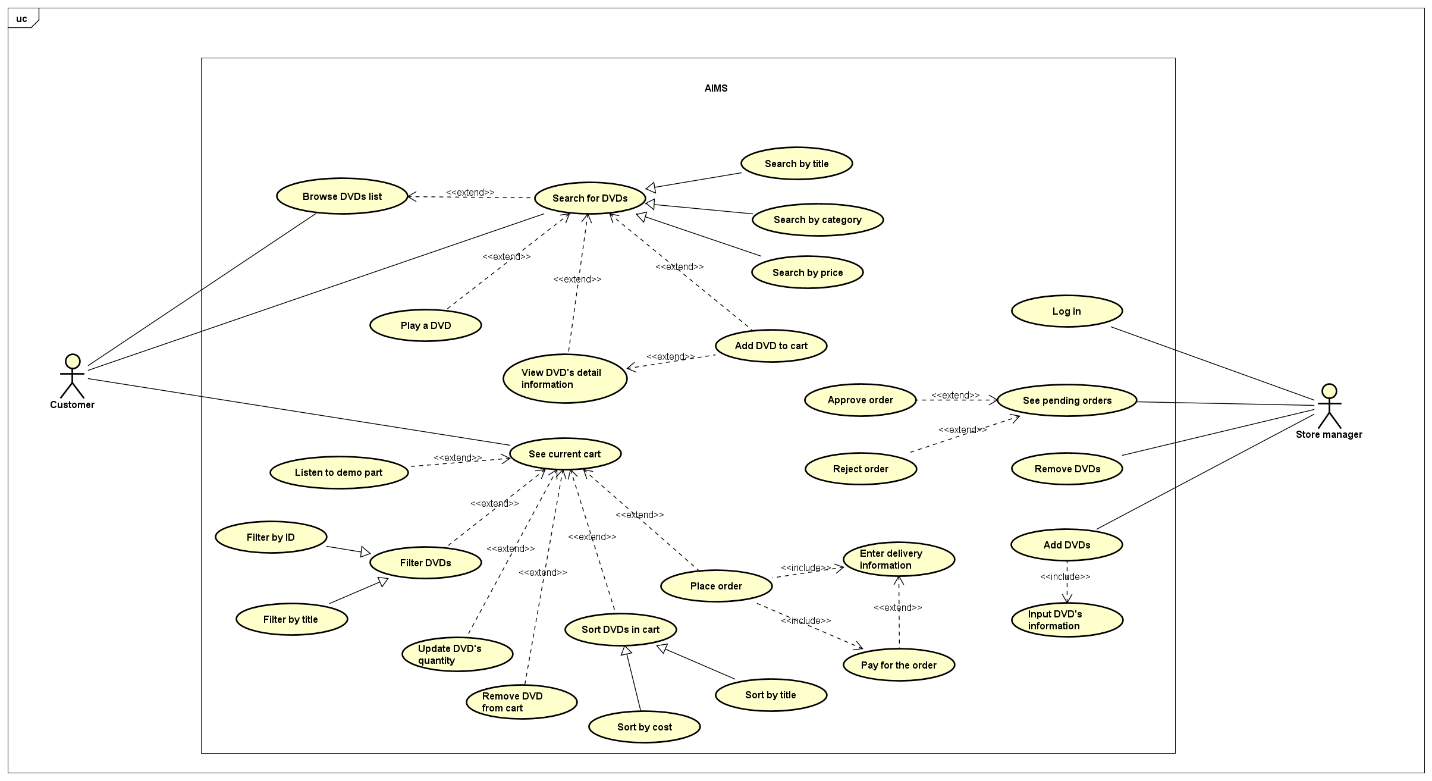 uc
AIMS
Search by title
Browse DVDs list
<<extend>>
Search for DVDs
Search by category
<<extend>>
<<extend>>
<<extend>>
Search by price
Log in
Play a DVD
Add DVD to cart
<<extend>>
View DVD's detail
information
Customer
Approve order
<<extend>>
See pending orders
Store manager
<<extend>>
See current cart
<<extend>>
Listen to demo part
Reject order
Remove DVDs
<<extend>>
<<extend>>
Filter by ID
<<extend>>
<<extend>>
Add DVDs
Filter DVDs
<<extend>>
Enter delivery
information
<<include>>
<<include>>
Place order
<<extend>>
Filter by title
<<include>>
Input DVD's
information
Sort DVDs in cart
Update DVD's
quantity
Pay for the order
Remove DVD
from cart
Sort by title
Sort by cost